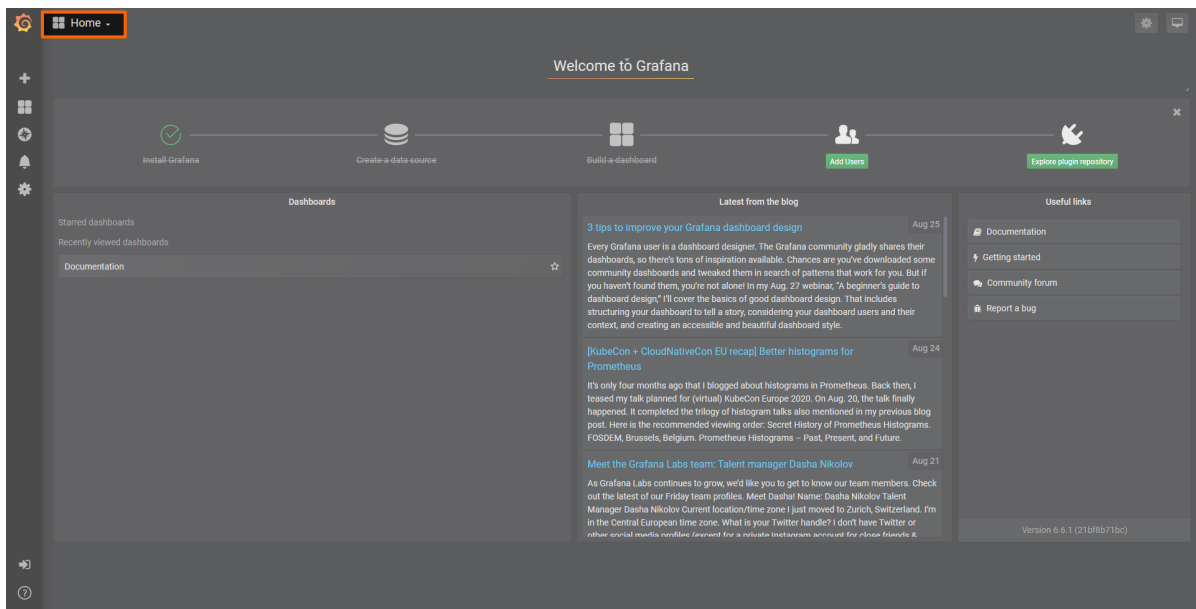 Home
Welcome to Grafana
Install Grafana
Create a data source
Build a dashboard
Add Users
Explore plugin repository
Dashboards
Starred dashboards
Recently viewed dashboards
Documentation
Latest from the blog
3 tips to improve your Grafana dashboard design
Aug 25
Every Grafana user is a dashboard designer. The Grafana community gladly shares their
dashboards, so there's tons of inspiration available. Chances are you've downloaded some
community dashboards and tweaked them in search of patterns that work for you. But if
you haven't found them, you're not alone! In my Aug. 27 webinar, "A beginner's guide to
dashboard design," I'll cover the basics of good dashboard design. That includes
structuring your dashboard to tell a story, considering your dashboard users and their
context, and creating an accessible and beautiful dashboard style.
[KubeCon + CloudNativeCon EU recap] Better histograms for
Prometheus
Aug 24
It's only four months ago that I blogged about histograms in Prometheus. Back then, I
teased my talk planned for (virtual) KubeCon Europe 2020. On Aug. 20, the talk finally
happened. It completed the trilogy of histogram talks also mentioned in my previous blog
post. Here is the recommended viewing order: Secret History of Prometheus Histograms.
FOSDEM, Brussels, Belgium. Prometheus Histograms – Past, Present, and Future.
Meet the Grafana Labs team: Talent manager Dasha Nikolov
Aug 21
As Grafana Labs continues to grow, we'd like you to get to know our team members. Check
out the latest of our Friday team profiles. Meet Dasha! Name: Dasha Nikolov Talent
Manager Dasha Nikolov Current location/time zone I just moved to Zurich, Switzerland. I'm
in the Central European time zone. What is your Twitter handle? I don't have Twitter or
other social media profiles (except for a private Instagram account for close friends &
Useful links
Documentation
Getting started
Community forum
Report a bug
Version 6.6.1 (21bf8b71bc)